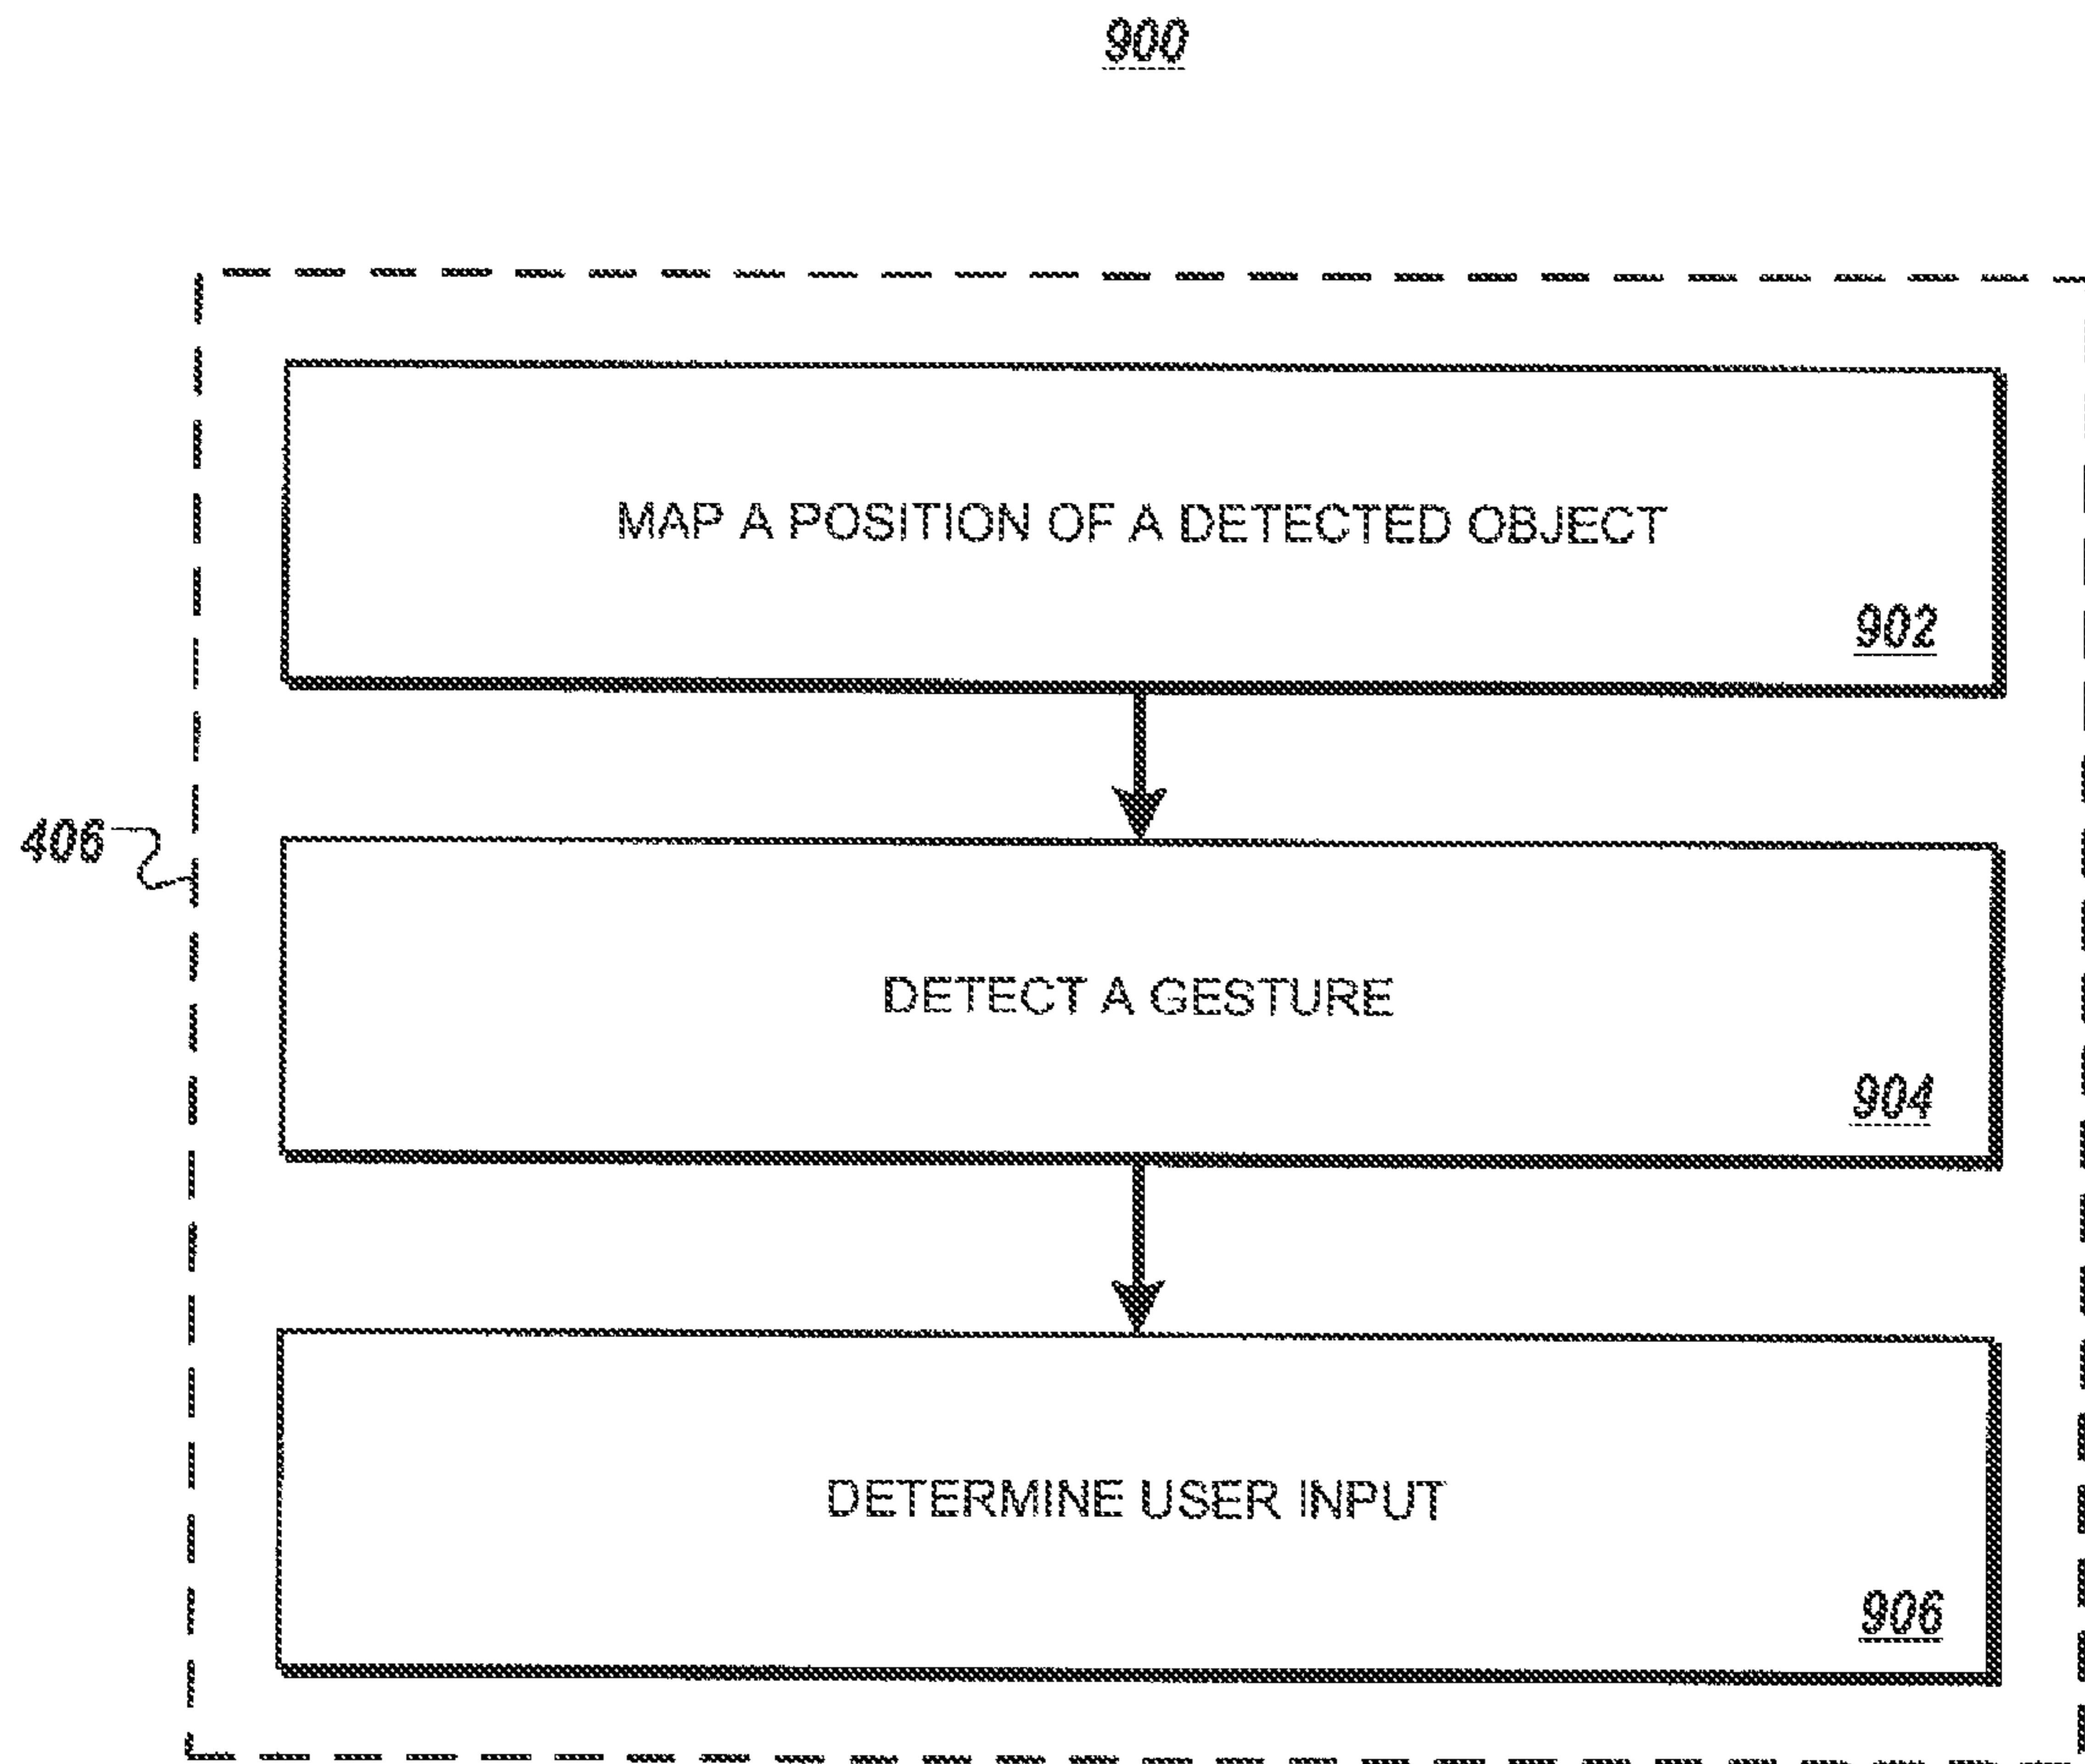 900
MAP A POSITION OF A DETECTED OBJECT
902
406
DETECT A GESTURE
904
DETERMINE USER INPUT
906